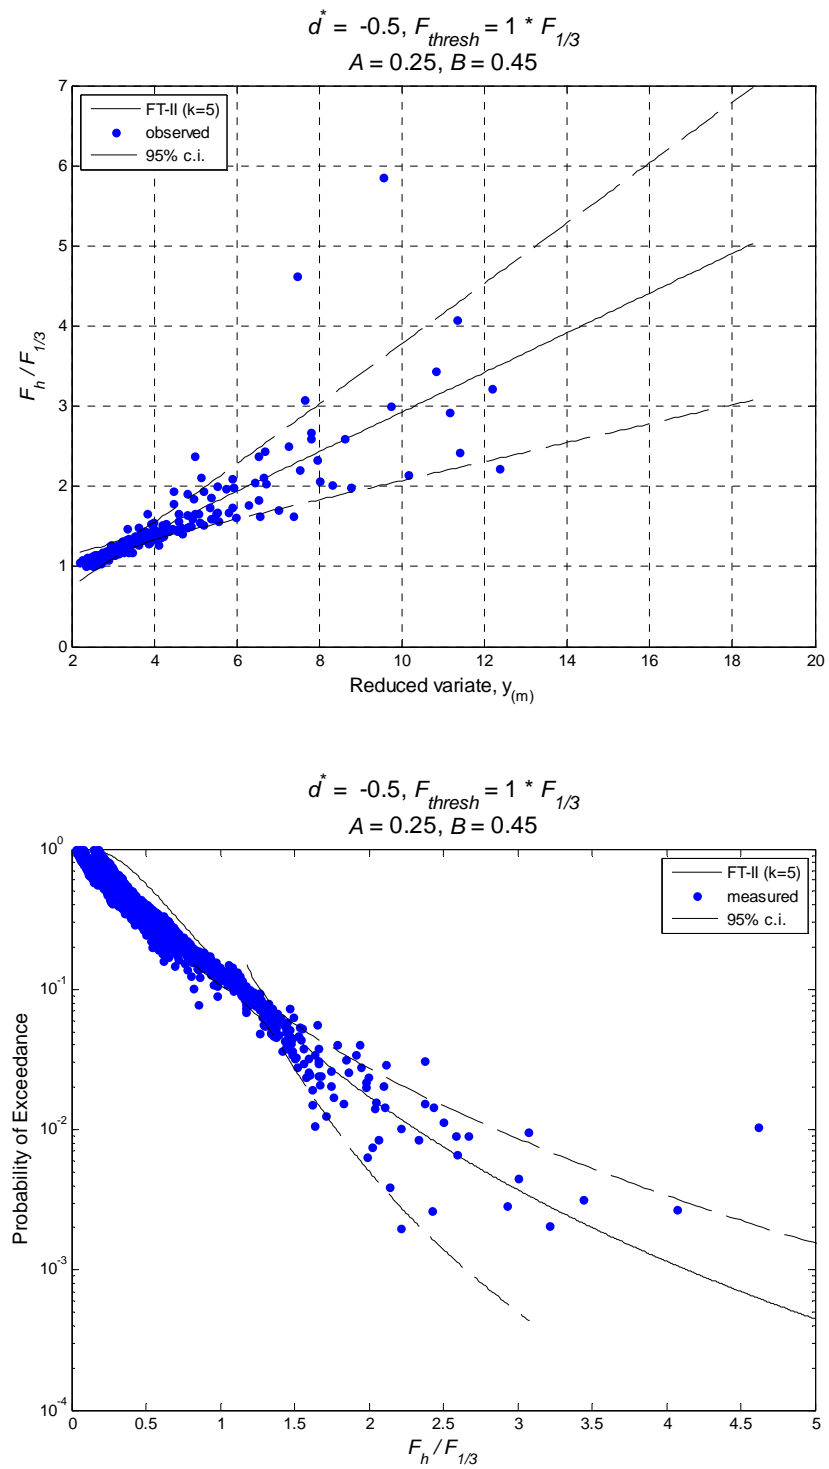 d* = -0.5, F_thresh = 1 * F_1/3
A = 0.25, B = 0.45
FT-II (k=5)
observed
95% c.i.
F_h / F_1/3
7
6
5
4
3
2
1
0
2 4 6 8 10 12 14 16 18 20
Reduced variate, y_(m)
d* = -0.5, F_thresh = 1 * F_1/3
A = 0.25, B = 0.45
FT-II (k=5)
measured
95% c.i.
Probability of Exceedance
10^0
10^-1
10^-2
10^-3
10^-4
0 0.5 1 1.5 2 2.5 3 3.5 4 4.5 5
F_h / F_1/3